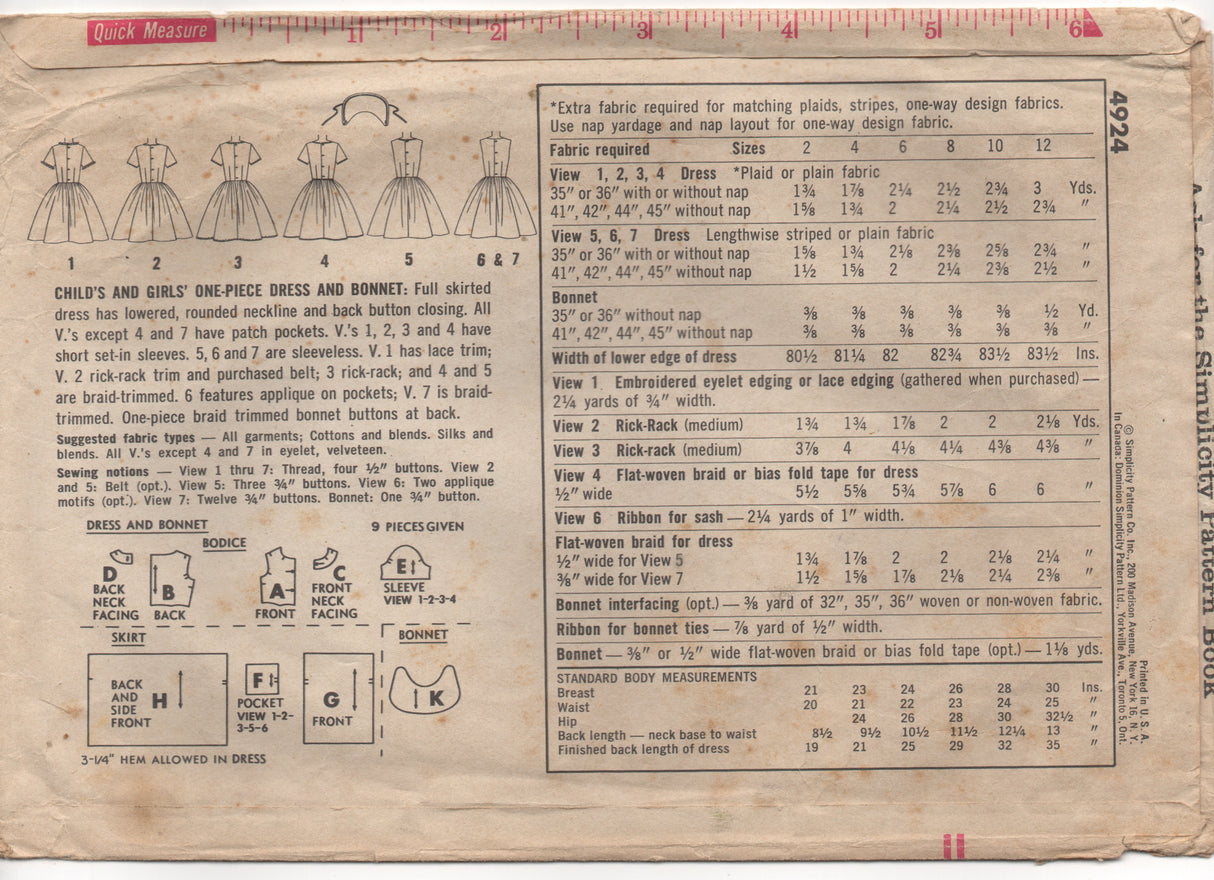 Quick Measure
1 2 3 4 5 6
1 2 3 4 5 6 & 7
CHILD'S AND GIRLS' ONE-PIECE DRESS AND BONNET: Full skirted
dress has lowered, rounded neckline and back button closing. All
V.'s except 4 and 7 have patch pockets. V.'s 1, 2, 3 and 4 have
short set-in sleeves. 5, 6 and 7 are sleeveless. V. 1 has lace trim;
V. 2 rick-rack trim and purchased belt; 3 rick-rack; and 4 and 5
are braid-trimmed. 6 features applique on pockets; V. 7 is braid-
trimmed. One-piece braid trimmed bonnet buttons at back.
Suggested fabric types — All garments; Cottons and blends. Silks and
blends. All V.'s except 4 and 7 in eyelet, velveteen.
Sewing notions — View 1 thru 7: Thread, four ½" buttons. View 2
and 5: Belt (opt.). View 5: Three ¾" buttons. View 6: Two applique
motifs (opt.). View 7: Twelve ¾" buttons. Bonnet: One ¾" button.
DRESS AND BONNET 9 PIECES GIVEN
BODICE
D
BACK
NECK
FACING
B
BACK
A
FRONT
C
FRONT
NECK
FACING
E
SLEEVE
VIEW 1-2-3-4
SKIRT
BACK
AND
SIDE
FRONT
H
F
POCKET
VIEW 1-2-
3-5-6
G
FRONT
BONNET
K
3-1/4" HEM ALLOWED IN DRESS
*Extra fabric required for matching plaids, stripes, one-way design fabrics.
Use nap yardage and nap layout for one-way design fabric.
Fabric required Sizes 2 4 6 8 10 12
View 1, 2, 3, 4 Dress *Plaid or plain fabric
35" or 36" with or without nap 1¾ 1⅞ 2¼ 2½ 2¾ 3 Yds.
41", 42", 44", 45" without nap 1⅝ 1¾ 2 2¼ 2½ 2¾ "
View 5, 6, 7 Dress Lengthwise striped or plain fabric
35" or 36" with or without nap 1⅝ 1¾ 2⅛ 2⅜ 2⅝ 2¾ "
41", 42", 44", 45" without nap 1½ 1⅝ 2 2¼ 2⅜ 2½ "
Bonnet
35" or 36" without nap ⅜ ⅜ ⅜ ⅜ ⅜ ½ Yd.
41", 42", 44", 45" without nap ⅜ ⅜ ⅜ ⅜ ⅜ ⅜ "
Width of lower edge of dress 80½ 81¼ 82 82¾ 83½ 83½ Ins.
View 1 Embroidered eyelet edging or lace edging (gathered when purchased) —
2¼ yards of ¾" width.
View 2 Rick-Rack (medium) 1¾ 1¾ 1⅞ 2 2 2⅛ Yds.
View 3 Rick-rack (medium) 3⅞ 4 4⅛ 4¼ 4⅜ 4⅜ "
View 4 Flat-woven braid or bias fold tape for dress
½" wide 5½ 5⅝ 5¾ 5⅞ 6 6 "
View 6 Ribbon for sash — 2¼ yards of 1" width.
Flat-woven braid for dress
½" wide for View 5 1¾ 1⅞ 2 2 2⅛ 2¼ "
⅜" wide for View 7 1½ 1⅝ 1⅞ 2⅛ 2¼ 2⅜ "
Bonnet interfacing (opt.) — ⅜ yard of 32", 35", 36" woven or non-woven fabric.
Ribbon for bonnet ties — ⅞ yard of ½" width.
Bonnet — ⅜" or ½" wide flat-woven braid or bias fold tape (opt.) — 1⅛ yds.
STANDARD BODY MEASUREMENTS
Breast 21 23 24 26 28 30 Ins.
Waist 20 21 22 23 24 25 "
Hip 24 26 28 30 32½ "
Back length — neck base to waist 8½ 9½ 10½ 11½ 12¼ 13 "
Finished back length of dress 19 21 25 29 32 35 "
4924
© Simplicity Pattern Co. Inc., 200 Madison Avenue, New York 16, N. Y.
In Canada: Dominion Simplicity Pattern Ltd., Yorkville Ave., Toronto 5, Ont.
Printed in U. S. A.
Ask for the Simplicity Pattern Book